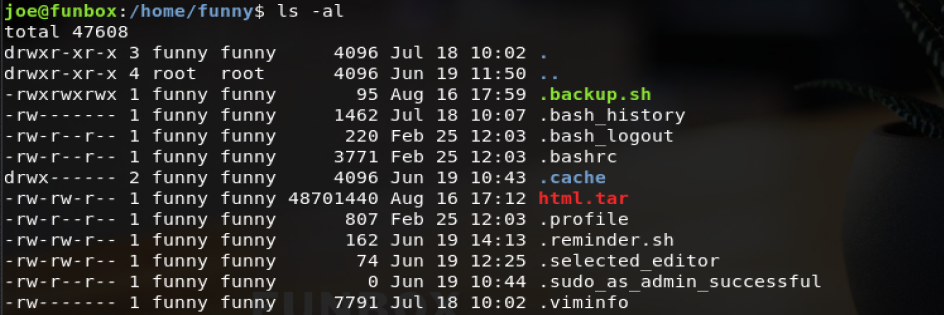 joe@funbox:/home/funny$ ls -al
total 47608
drwxr-xr-x 3 funny funny     4096 Jul 18 10:02 .
drwxr-xr-x 4 root  root      4096 Jun 19 11:50 ..
-rwxrwxrwx 1 funny funny       95 Aug 16 17:59 .backup.sh
-rw------- 1 funny funny     1462 Jul 18 10:07 .bash_history
-rw-r--r-- 1 funny funny      220 Feb 25 12:03 .bash_logout
-rw-r--r-- 1 funny funny     3771 Feb 25 12:03 .bashrc
drwx------ 2 funny funny     4096 Jun 19 10:43 .cache
-rw-rw-r-- 1 funny funny 48701440 Aug 16 17:12 html.tar
-rw-r--r-- 1 funny funny      807 Feb 25 12:03 .profile
-rw-rw-r-- 1 funny funny      162 Jun 19 14:13 .reminder.sh
-rw-rw-r-- 1 funny funny       74 Jun 19 12:25 .selected_editor
-rw-r--r-- 1 funny funny        0 Jun 19 10:44 .sudo_as_admin_successful
-rw------- 1 funny funny     7791 Jul 18 10:02 .viminfo